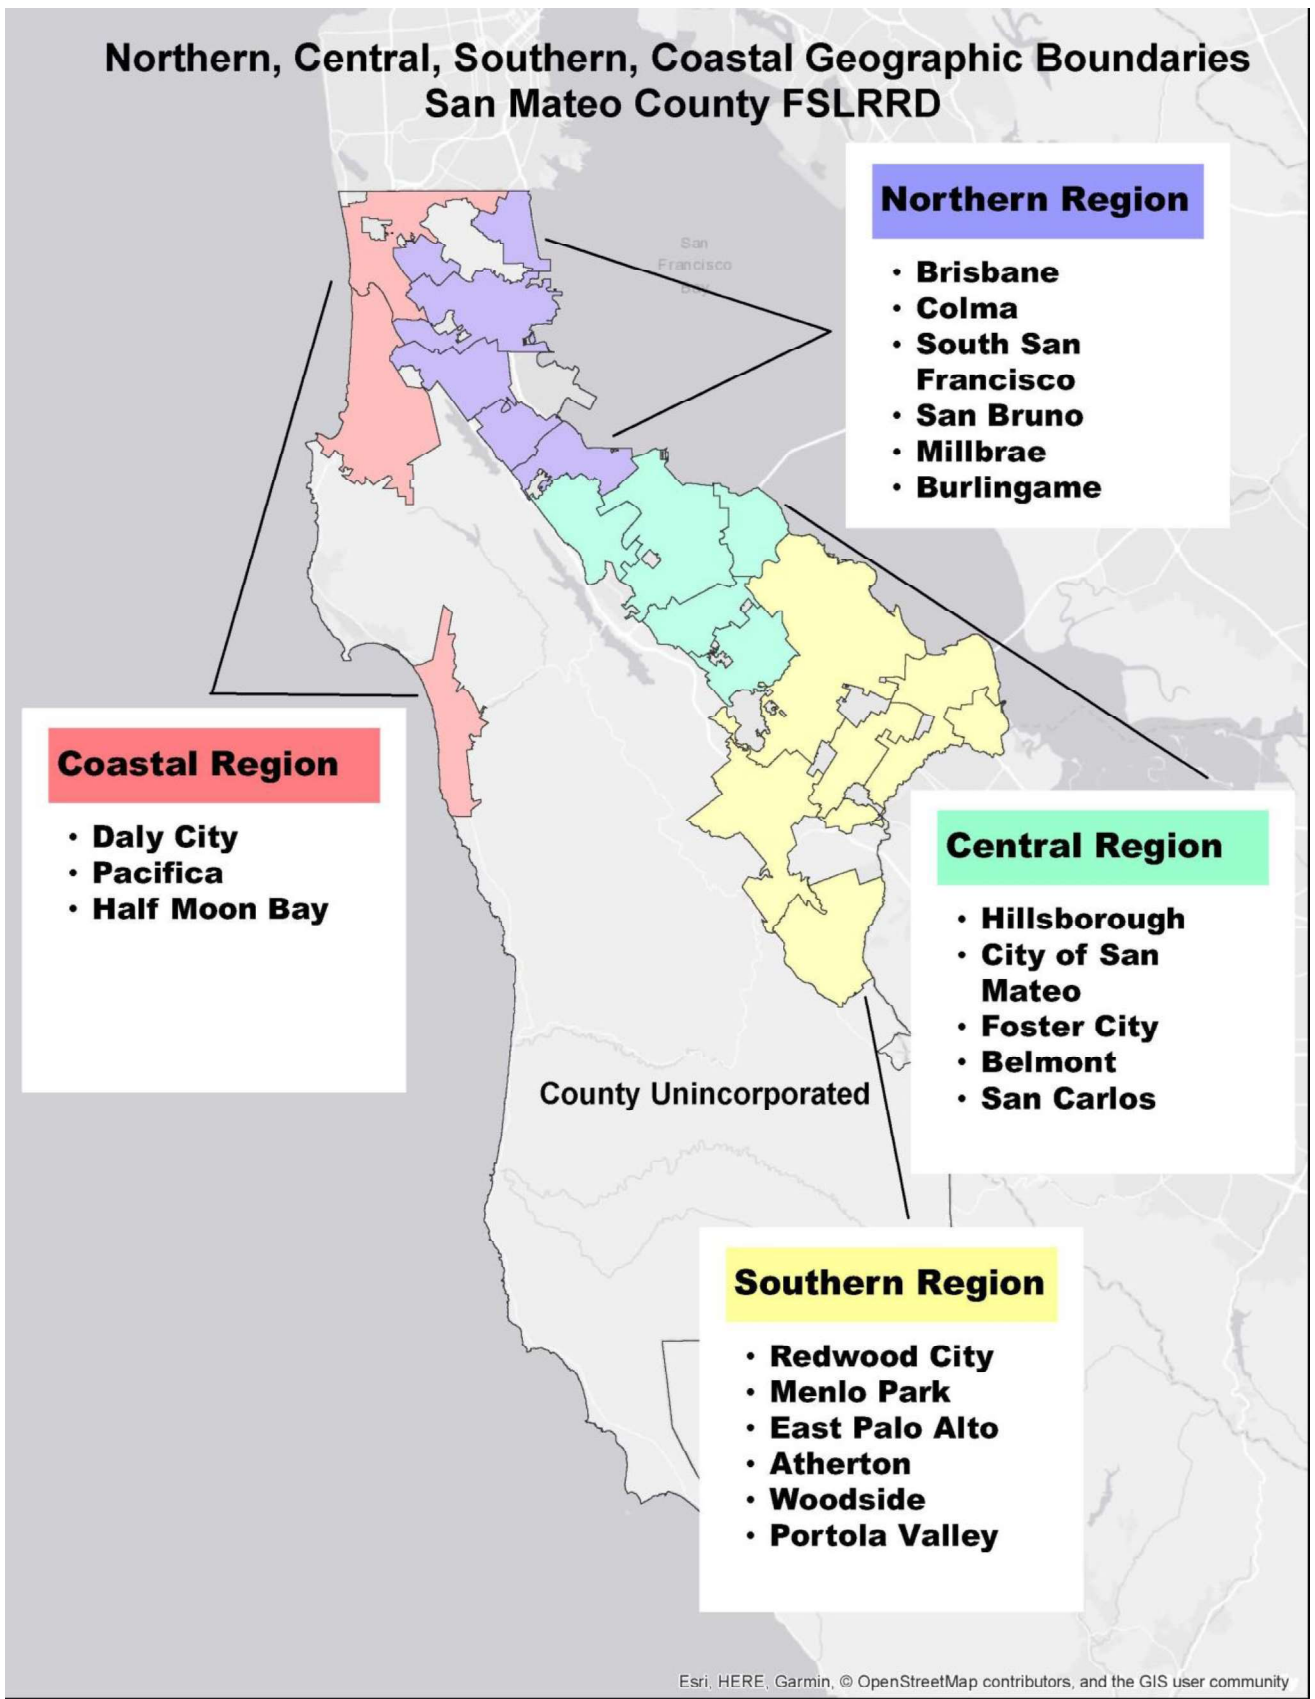 Northern, Central, Southern, Coastal Geographic Boundaries
San Mateo County FSLRRD
Northern Region
• Brisbane
• Colma
• South San
Francisco
• San Bruno
• Millbrae
• Burlingame
San
Francisco
Bay
Coastal Region
• Daly City
• Pacifica
• Half Moon Bay
Central Region
• Hillsborough
• City of San
Mateo
• Foster City
• Belmont
• San Carlos
County Unincorporated
Southern Region
• Redwood City
• Menlo Park
• East Palo Alto
• Atherton
• Woodside
• Portola Valley
Esri, HERE, Garmin, © OpenStreetMap contributors, and the GIS user community